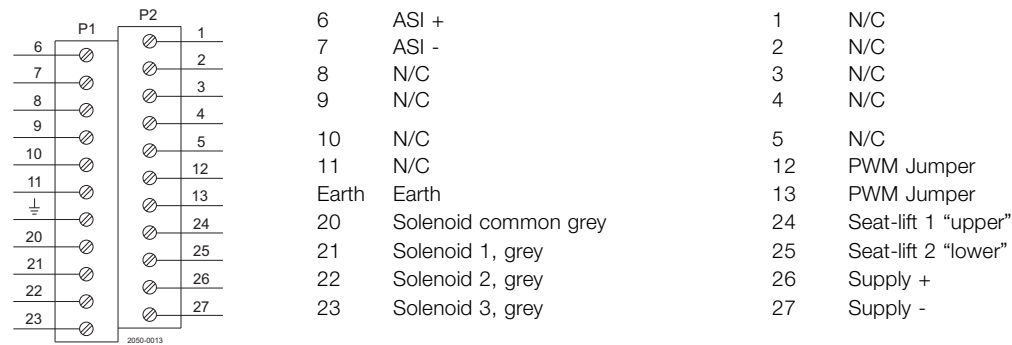 P1
P2
6
7
8
9
10
11
20
21
22
23
1
2
3
4
5
12
13
24
25
26
27
2050-0013
6 ASI + 1 N/C
7 ASI - 2 N/C
8 N/C 3 N/C
9 N/C 4 N/C
10 N/C 5 N/C
11 N/C 12 PWM Jumper
Earth Earth 13 PWM Jumper
20 Solenoid common grey 24 Seat-lift 1 “upper”
21 Solenoid 1, grey 25 Seat-lift 2 “lower”
22 Solenoid 2, grey 26 Supply +
23 Solenoid 3, grey 27 Supply -